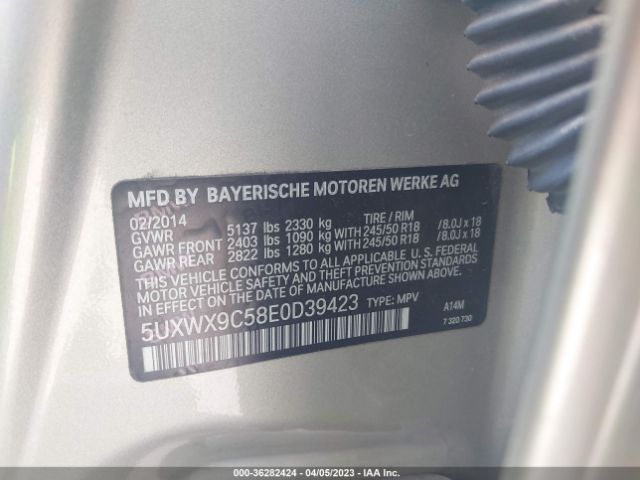 MFD BY BAYERISCHE MOTOREN WERKE AG
02/2014 TIRE / RIM
GVWR 5137 lbs 2330 kg
GAWR FRONT 2403 lbs 1090 kg WITH 245/50 R18 /8.0J x 18
GAWR REAR 2822 lbs 1280 kg WITH 245/50 R18 /8.0J x 18
THIS VEHICLE CONFORMS TO ALL APPLICABLE U. S. FEDERAL
MOTOR VEHICLE SAFETY, BUMPER, AND THEFT PREVENTION
STANDARDS IN EFFECT ON THE DATE OF MANUFACTURE SHOWN ABOVE.
5UXWX9C58E0D39423 TYPE: MPV A14M
7 320 730
000-36282424 - 04/05/2023 - IAA Inc.